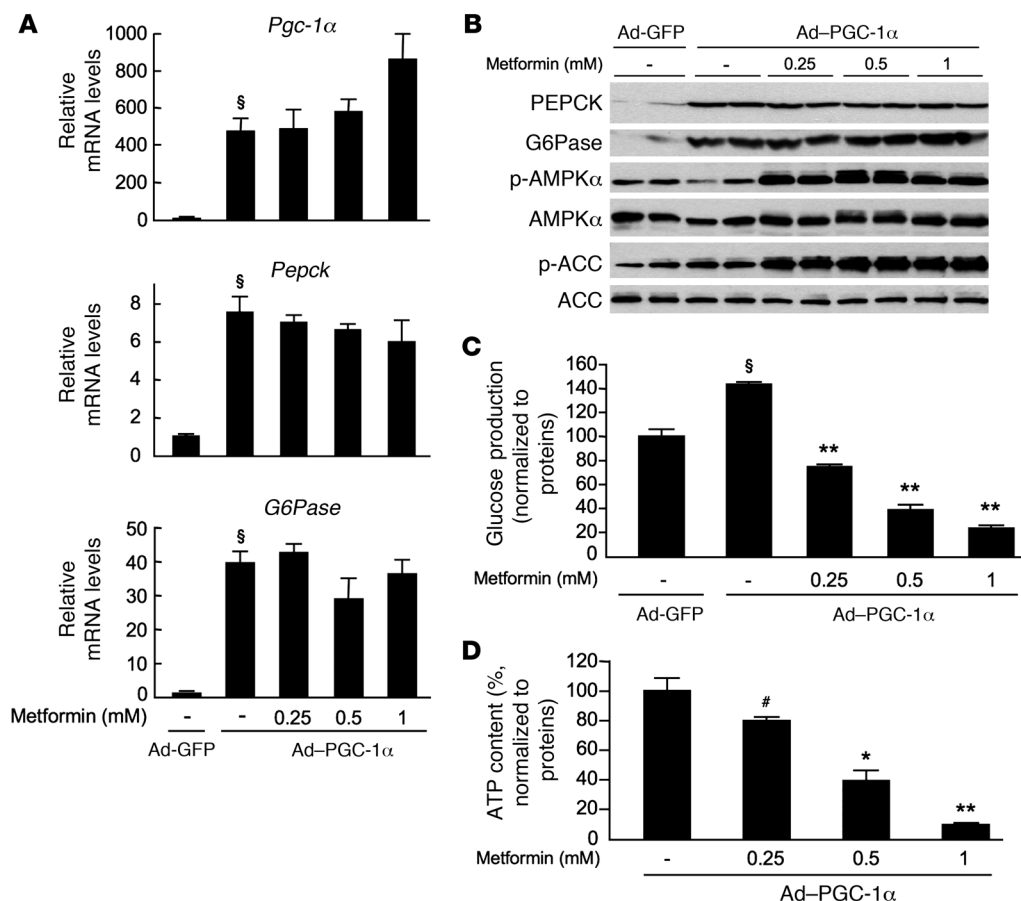 A
Pgc-1α
Relative
mRNA levels
1000
800
600
400
200
0
§
Pepck
Relative
mRNA levels
8
6
4
2
0
§
G6Pase
Relative
mRNA levels
50
40
30
20
10
0
§
Metformin (mM) - - 0.25 0.5 1
Ad-GFP Ad–PGC-1α
B
Ad-GFP Ad–PGC-1α
Metformin (mM) - - 0.25 0.5 1
PEPCK
G6Pase
p-AMPKα
AMPKα
p-ACC
ACC
C
Glucose production
(normalized to
proteins)
160
140
120
100
80
60
40
20
0
§
**
**
**
Metformin (mM) - - 0.25 0.5 1
Ad-GFP Ad–PGC-1α
D
ATP content (%,
normalized to
proteins)
120
100
80
60
40
20
0
#
*
**
Metformin (mM) - 0.25 0.5 1
Ad–PGC-1α